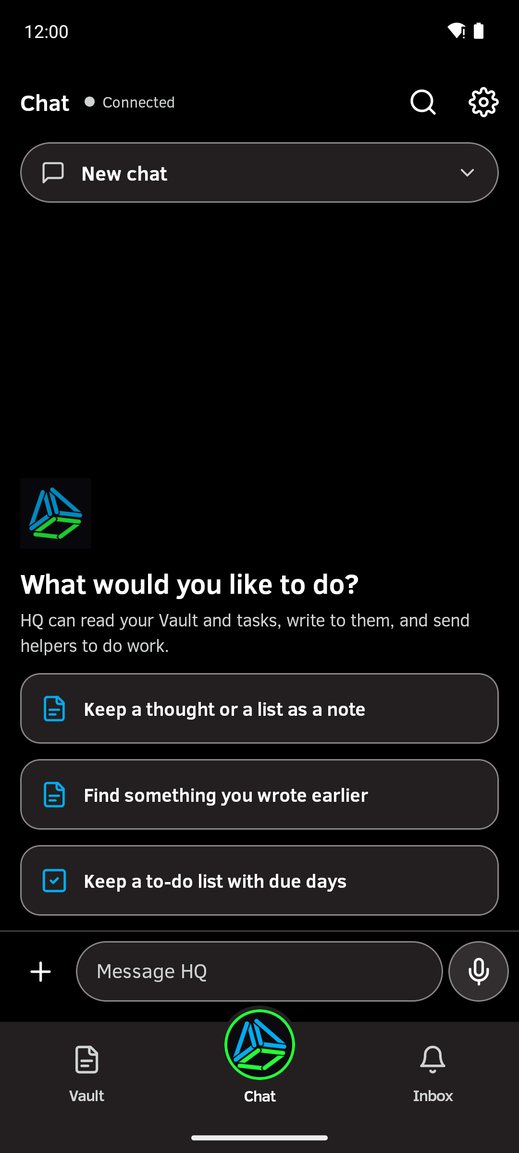 12:00
Chat
Connected
New chat
What would you like to do?
HQ can read your Vault and tasks, write to them, and send
helpers to do work.
Keep a thought or a list as a note
Find something you wrote earlier
Keep a to-do list with due days
Message HQ
Vault
Chat
Inbox